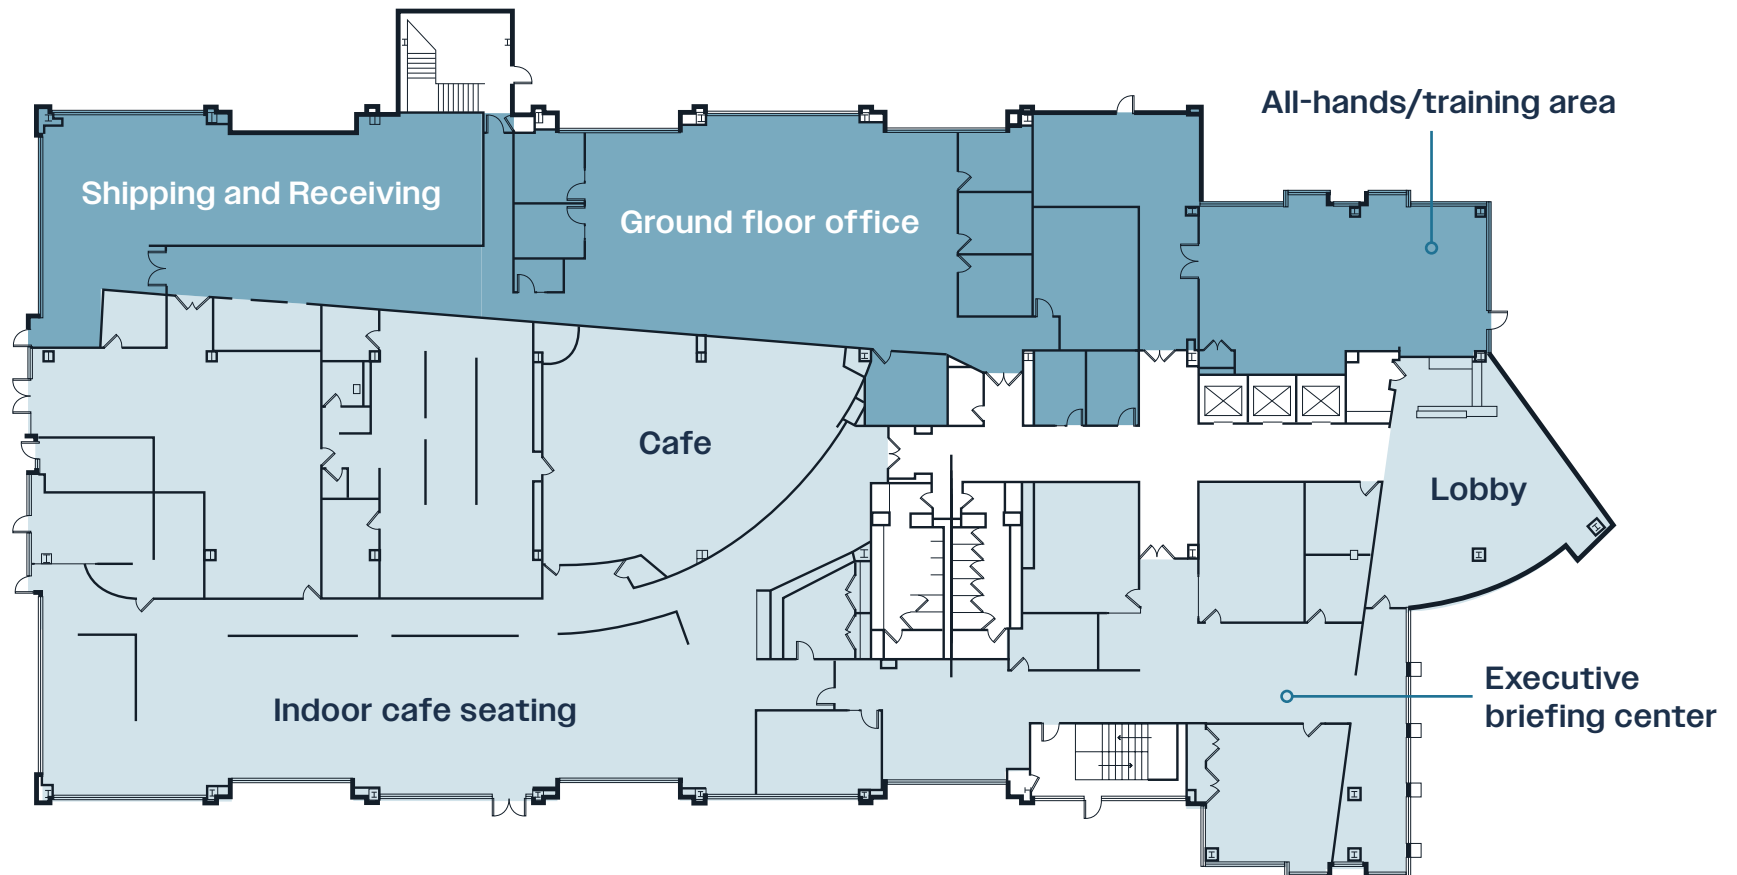 All-hands/training area
Shipping and Receiving
Ground floor office
Cafe
Lobby
Executive
briefing center
Indoor cafe seating